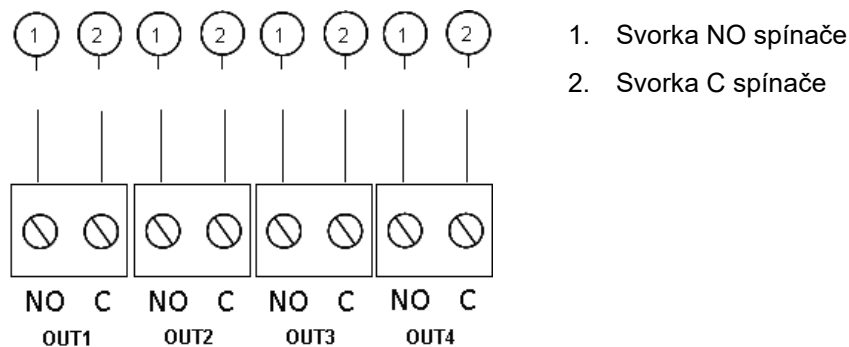 1 2 1 2 1 2 1 2
1. Svorka NO spínače
2. Svorka C spínače
NO C NO C NO C NO C
OUT1 OUT2 OUT3 OUT4